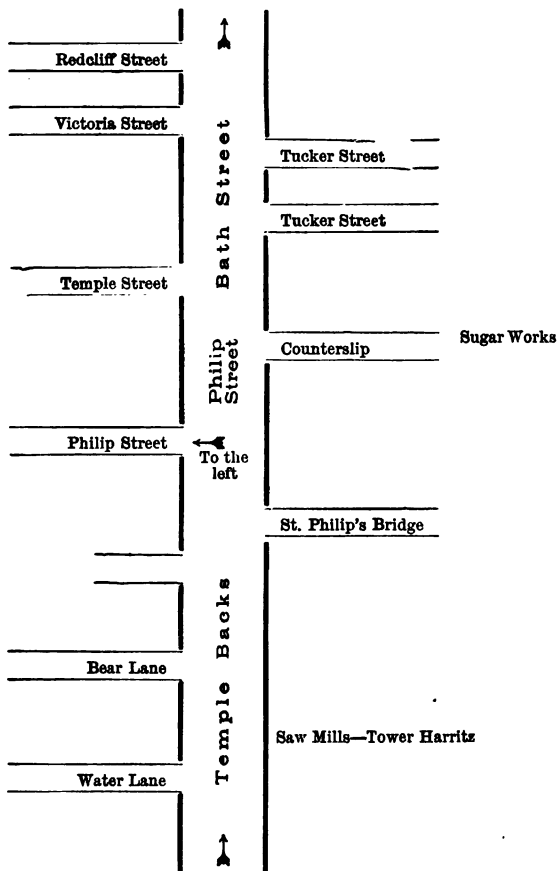 Redcliff Street
Victoria Street
Tucker Street
Bath Street
Tucker Street
Temple Street
Sugar Works
Counterslip
Philip
Street
Philip Street
To the
left
St. Philip's Bridge
Temple Backs
Bear Lane
Saw Mills—Tower Harritz
Water Lane